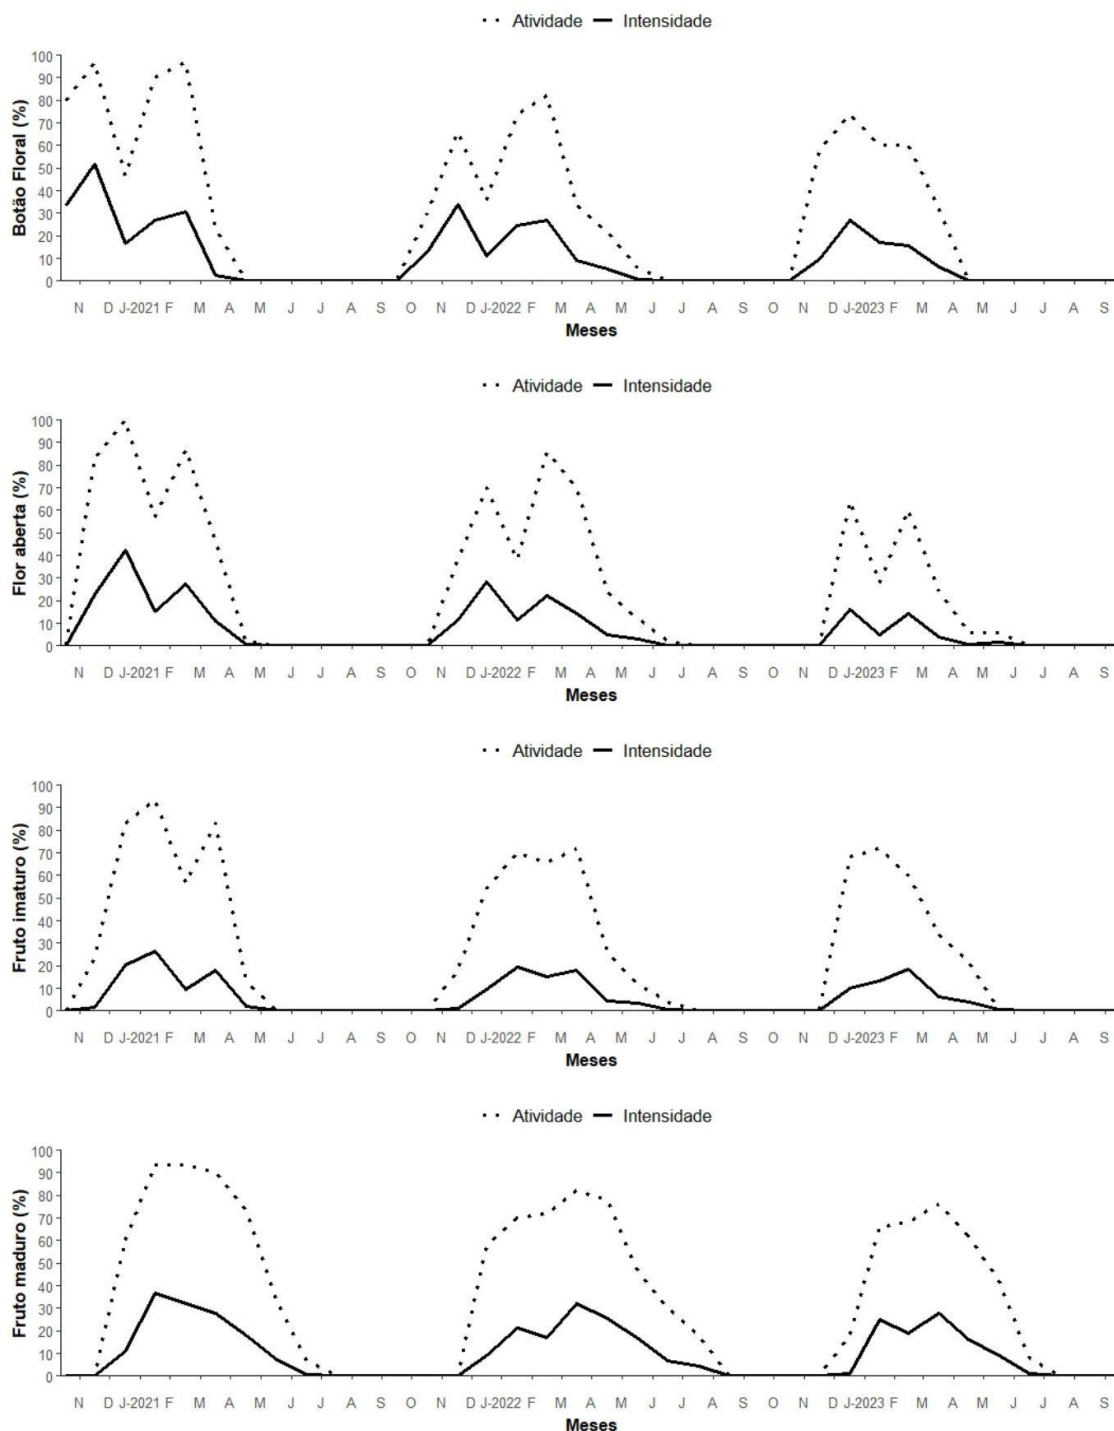 Atividade Intensidade
Botão Floral (%)
100
90
80
70
60
50
40
30
20
10
0
N D J-2021 F M A M J J A S O N D J-2022 F M A M J J A S O N D J-2023 F M A M J J A S
Meses
Atividade Intensidade
Flor aberta (%)
100
90
80
70
60
50
40
30
20
10
0
N D J-2021 F M A M J J A S O N D J-2022 F M A M J J A S O N D J-2023 F M A M J J A S
Meses
Atividade Intensidade
Fruto imaturo (%)
100
90
80
70
60
50
40
30
20
10
0
N D J-2021 F M A M J J A S O N D J-2022 F M A M J J A S O N D J-2023 F M A M J J A S
Meses
Atividade Intensidade
Fruto maduro (%)
100
90
80
70
60
50
40
30
20
10
0
N D J-2021 F M A M J J A S O N D J-2022 F M A M J J A S O N D J-2023 F M A M J J A S
Meses